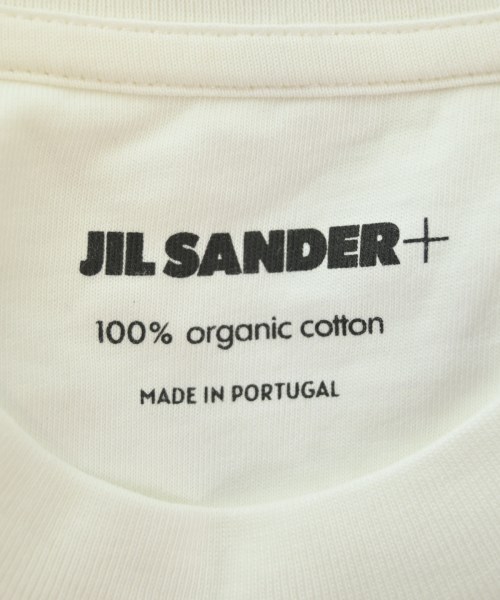 JIL SANDER+
100% organic cotton
MADE IN PORTUGAL